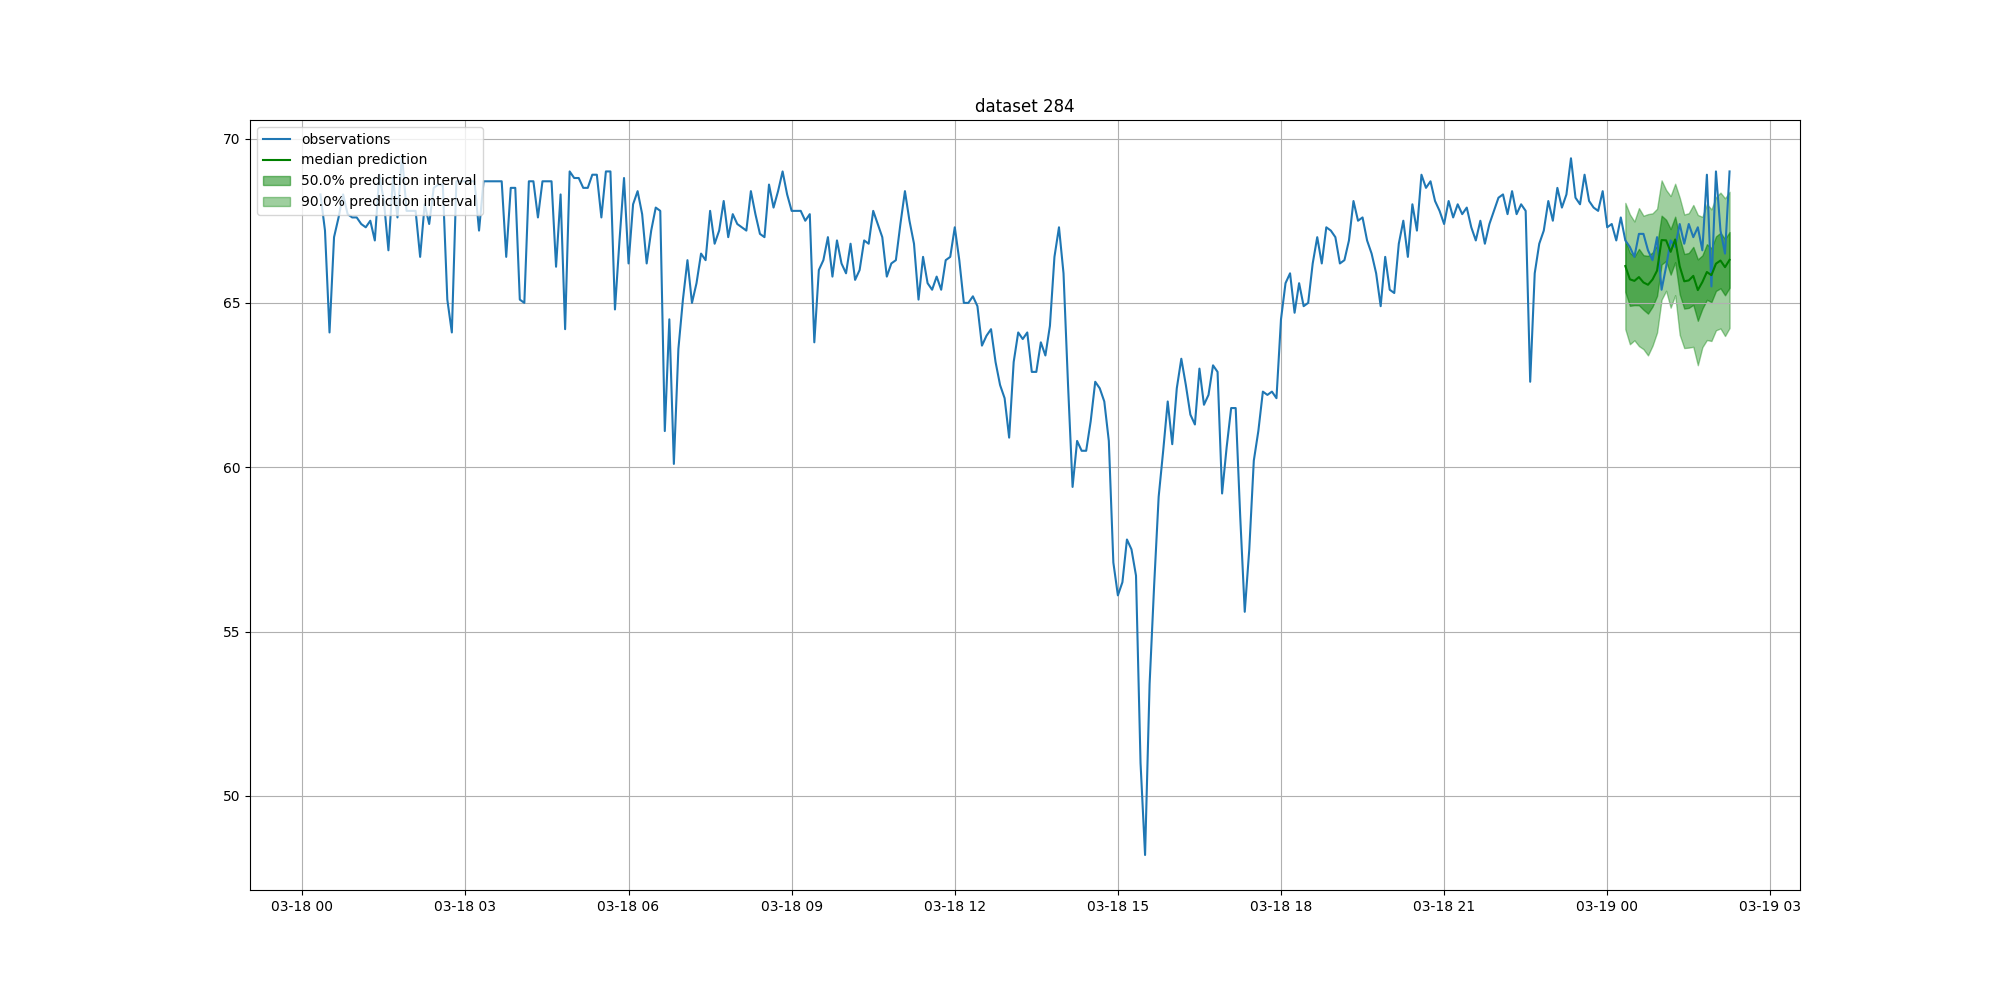 dataset 284
observations
median prediction
50.0% prediction interval
90.0% prediction interval
70
65
60
55
50
03-18 00 03-18 03 03-18 06 03-18 09 03-18 12 03-18 15 03-18 18 03-18 21 03-19 00 03-19 03